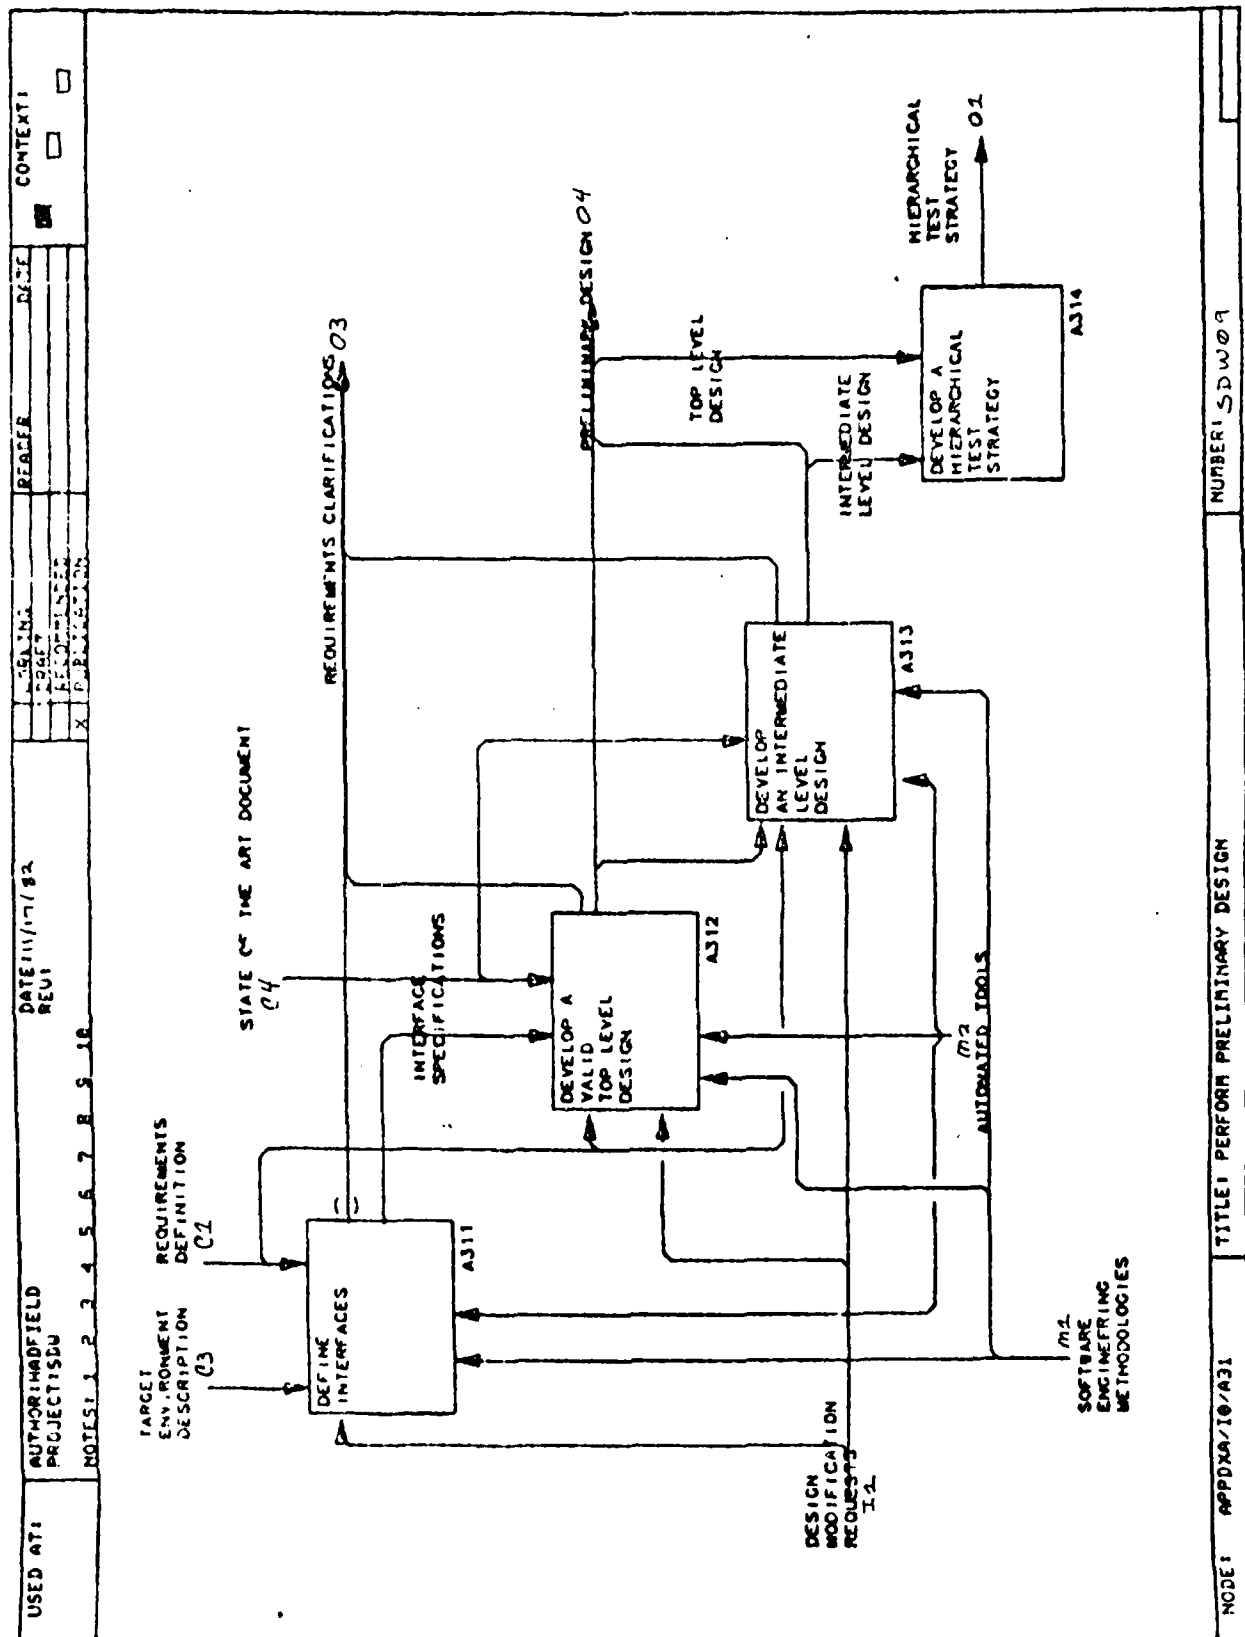 USED AT:
AUTHOR:HADFIELD
PROJECT:SDW
NOTES: 1 2 3 4 5 6 7 8 9 10
DATE:11/17/82
REV:
DRAFT
X PUBLICATION
READER
DATE
CONTEXT:
TARGET
ENVIRONMENT
DESCRIPTION
C3
REQUIREMENTS
DEFINITION
C1
STATE OF THE ART DOCUMENT
C4
REQUIREMENTS CLARIFICATIONS O3
DEFINE
INTERFACES
A311
INTERFACE
SPECIFICATIONS
DEVELOP A
VALID
TOP LEVEL
DESIGN
A312
PRELIMINARY DESIGN O4
DEVELOP
AN INTERMEDIATE
LEVEL
DESIGN
A313
TOP LEVEL
DESIGN
INTERMEDIATE
LEVEL DESIGN
DEVELOP A
HIERARCHICAL
TEST
STRATEGY
A314
HIERARCHICAL
TEST
STRATEGY
O1
DESIGN
MODIFICATION
REQUESTS
I1
M2
AUTOMATED TOOLS
M1
SOFTWARE
ENGINEERING
METHODOLOGIES
NODE: APPDXA/10/A31
TITLE: PERFORM PRELIMINARY DESIGN
NUMBER: SDW09